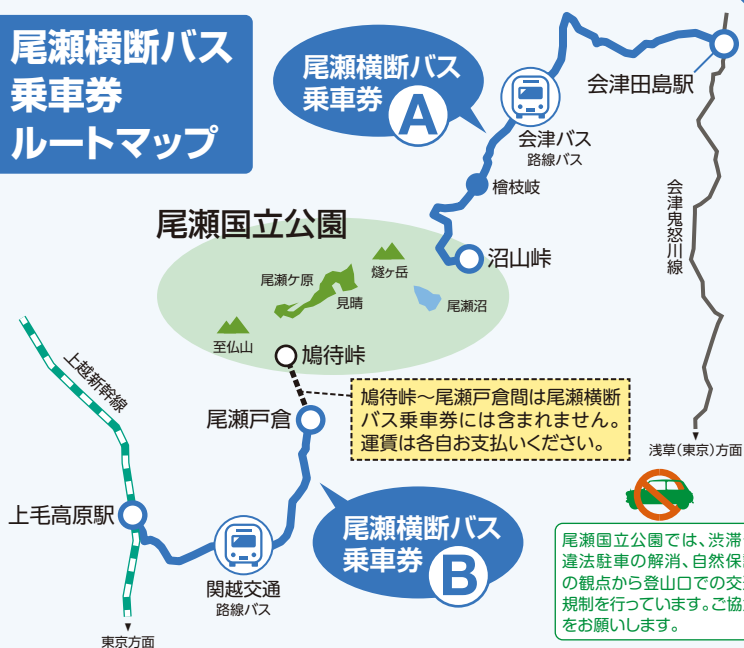 尾瀬横断バス
乗車券
ルートマップ
尾瀬横断バス
乗車券
A
会津バス
路線バス
会津田島駅
会津鬼怒川線
檜枝岐
沼山峠
尾瀬国立公園
燧ヶ岳
尾瀬ケ原
見晴
尾瀬沼
至仏山
鳩待峠
鳩待峠～尾瀬戸倉間は尾瀬横断
バス乗車券には含まれません。
運賃は各自お支払いください。
尾瀬戸倉
上越新幹線
浅草(東京)方面
上毛高原駅
尾瀬横断バス
乗車券
B
関越交通
路線バス
東京方面
尾瀬国立公園では、渋滞
違法駐車の解消、自然保
の観点から登山口での交
規制を行っています。ご協
をお願いします。